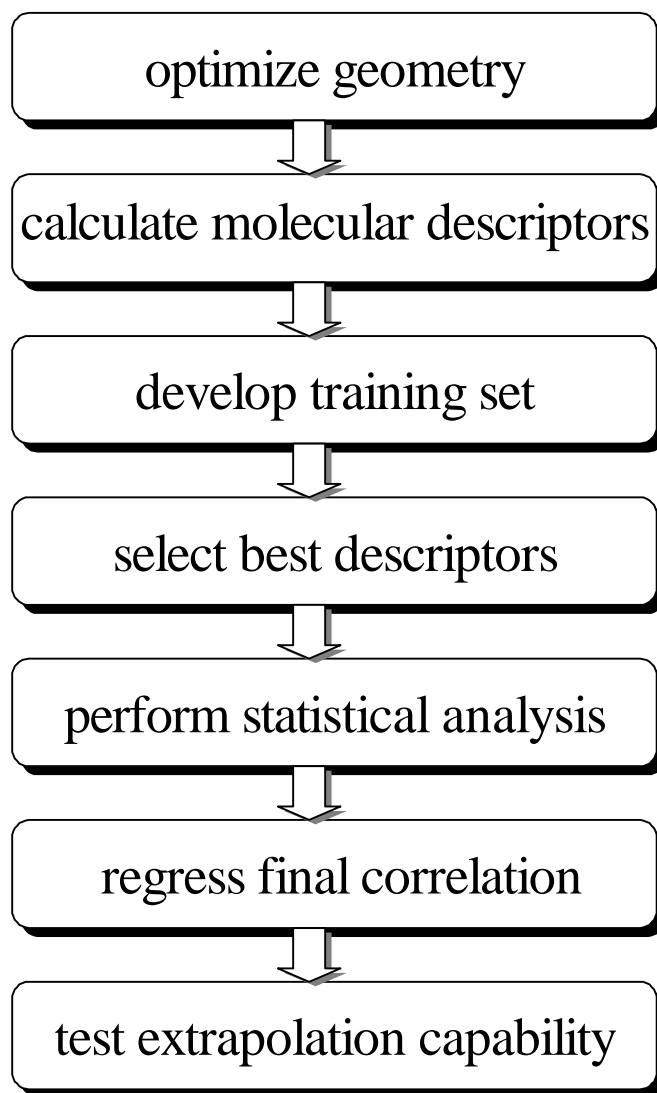 optimize geometry
calculate molecular descriptors
develop training set
select best descriptors
perform statistical analysis
regress final correlation
test extrapolation capability